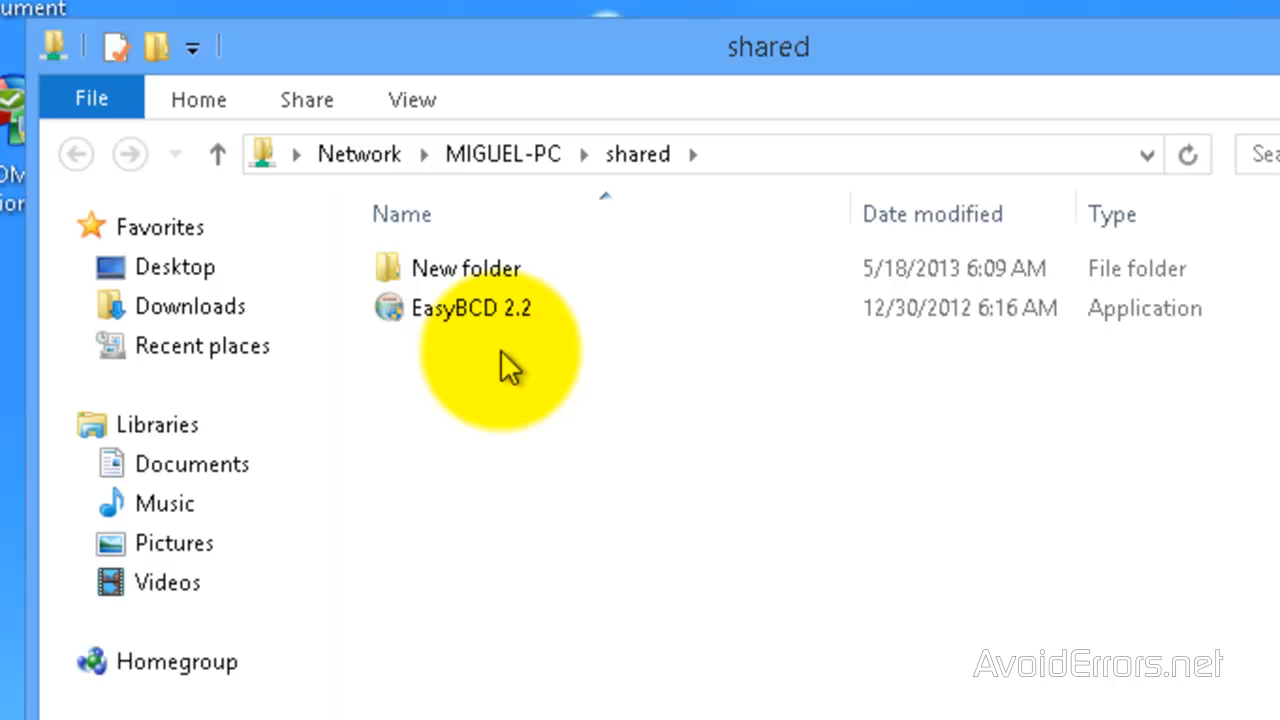 ument
shared
File Home Share View
Network MIGUEL-PC shared
Name Date modified Type
New folder 5/18/2013 6:09 AM File folder
EasyBCD 2.2 12/30/2012 6:16 AM Application
Favorites
Desktop
Downloads
Recent places
Libraries
Documents
Music
Pictures
Videos
Homegroup
AvoidErrors.net